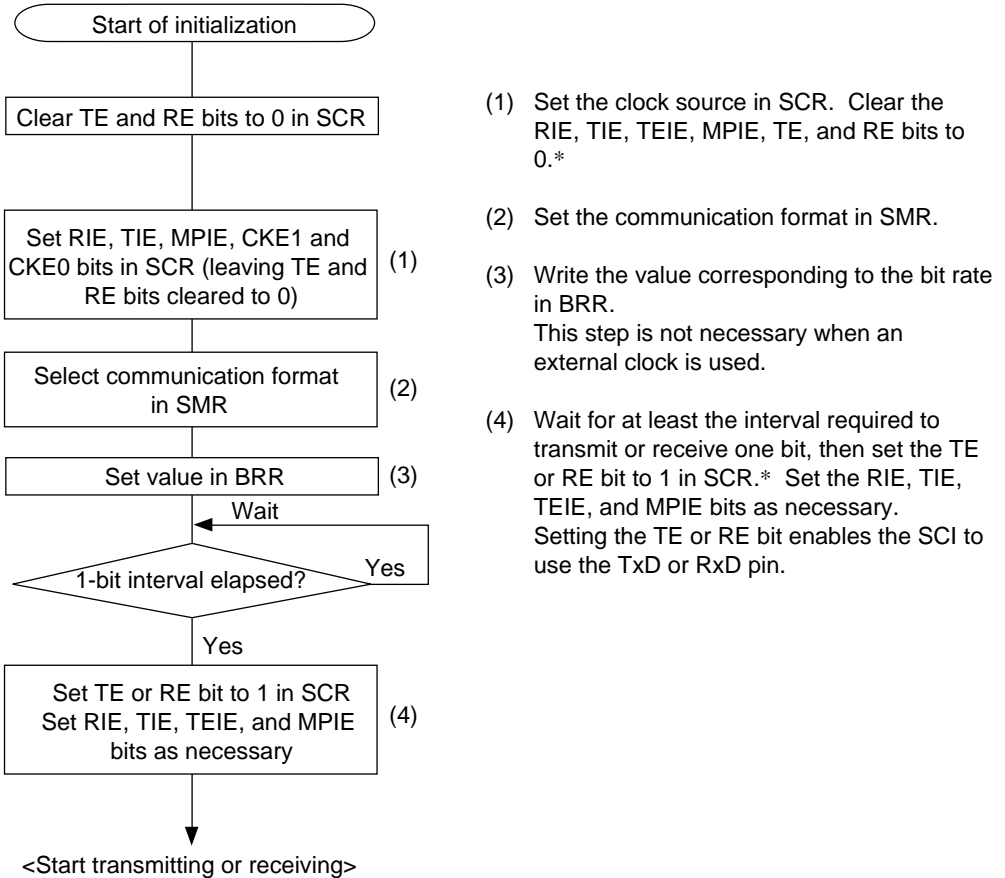 Start of initialization
Clear TE and RE bits to 0 in SCR
Set RIE, TIE, MPIE, CKE1 and
CKE0 bits in SCR (leaving TE and
RE bits cleared to 0)
(1)
Select communication format
in SMR
(2)
Set value in BRR
(3)
Wait
1-bit interval elapsed?
Yes
Yes
Set TE or RE bit to 1 in SCR
Set RIE, TIE, TEIE, and MPIE
bits as necessary
(4)
<Start transmitting or receiving>
(1) Set the clock source in SCR. Clear the
RIE, TIE, TEIE, MPIE, TE, and RE bits to
0.*
(2) Set the communication format in SMR.
(3) Write the value corresponding to the bit rate
in BRR.
This step is not necessary when an
external clock is used.
(4) Wait for at least the interval required to
transmit or receive one bit, then set the TE
or RE bit to 1 in SCR.* Set the RIE, TIE,
TEIE, and MPIE bits as necessary.
Setting the TE or RE bit enables the SCI to
use the TxD or RxD pin.